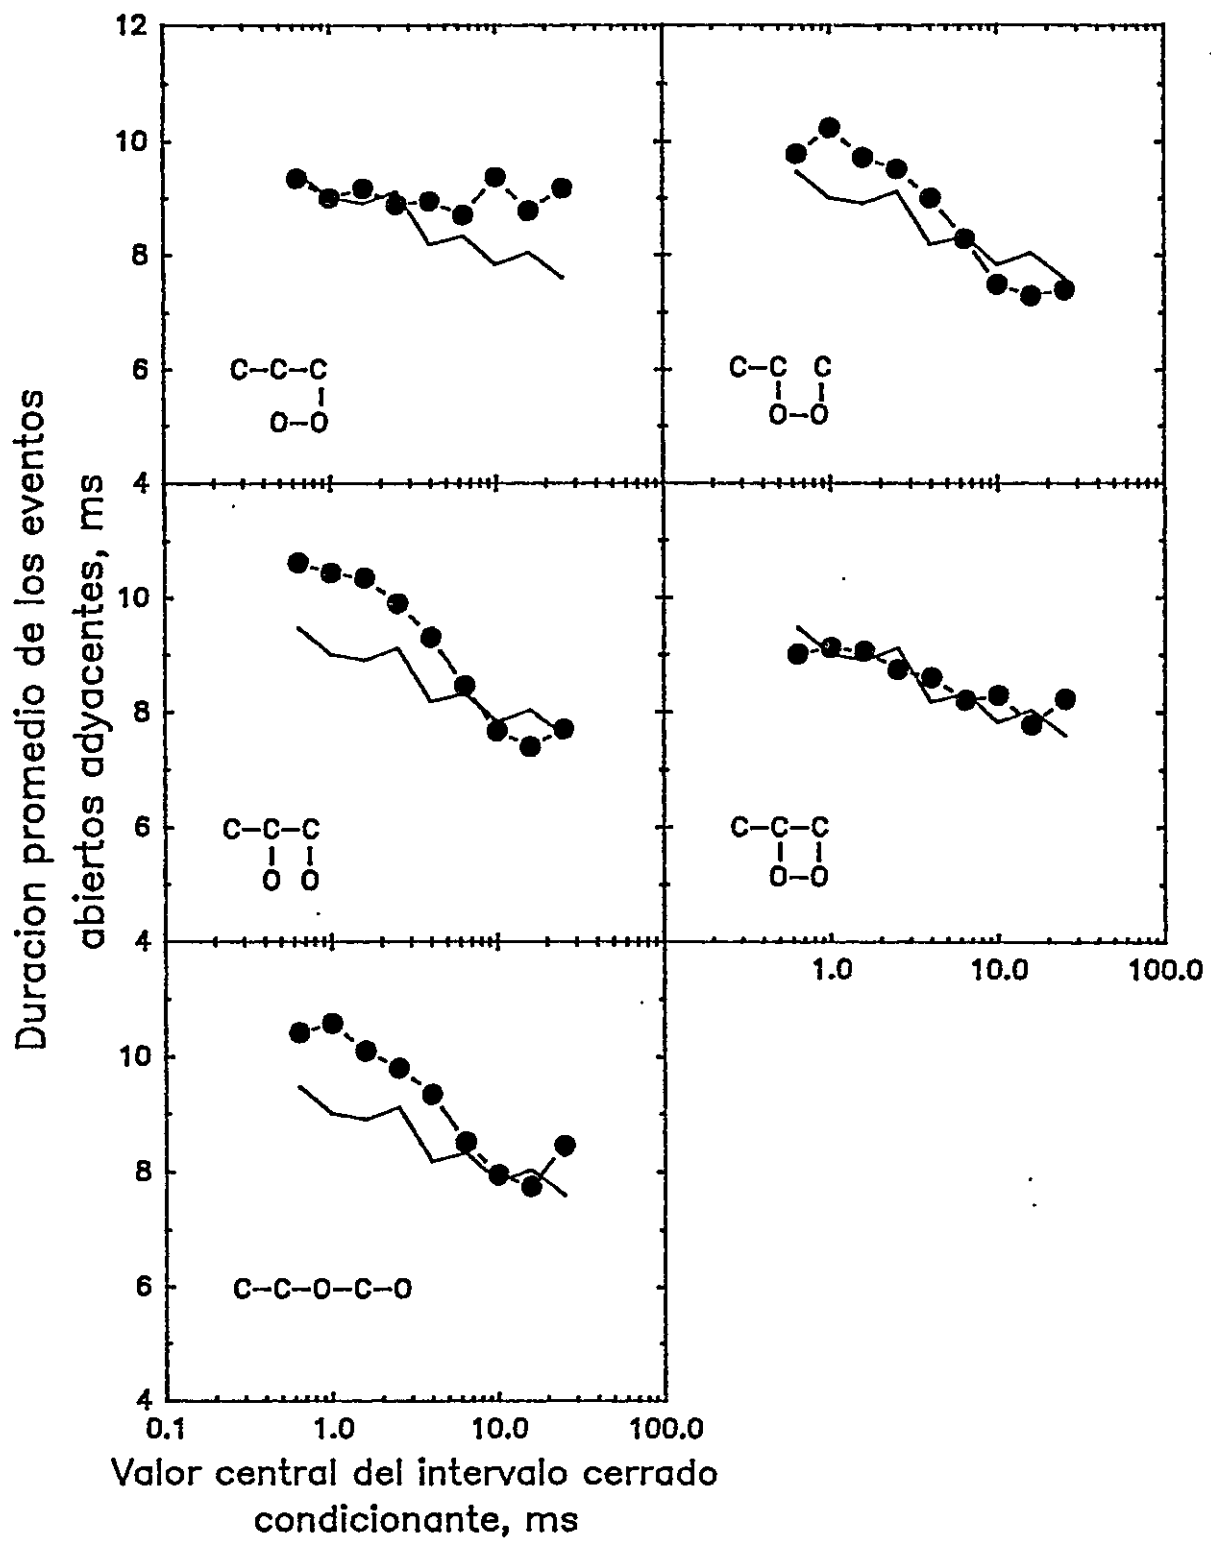 Duracion promedio de los eventos
abiertos adyacentes, ms
12
10
8
6
4
C-C-C
O-O
C-C C
O-O
10
8
6
4
C-C-C
O O
C-C-C
O-O
1.0 10.0 100.0
10
8
6
4
C-C-O-C-O
0.1 1.0 10.0 100.0
Valor central del intervalo cerrado
condicionante, ms